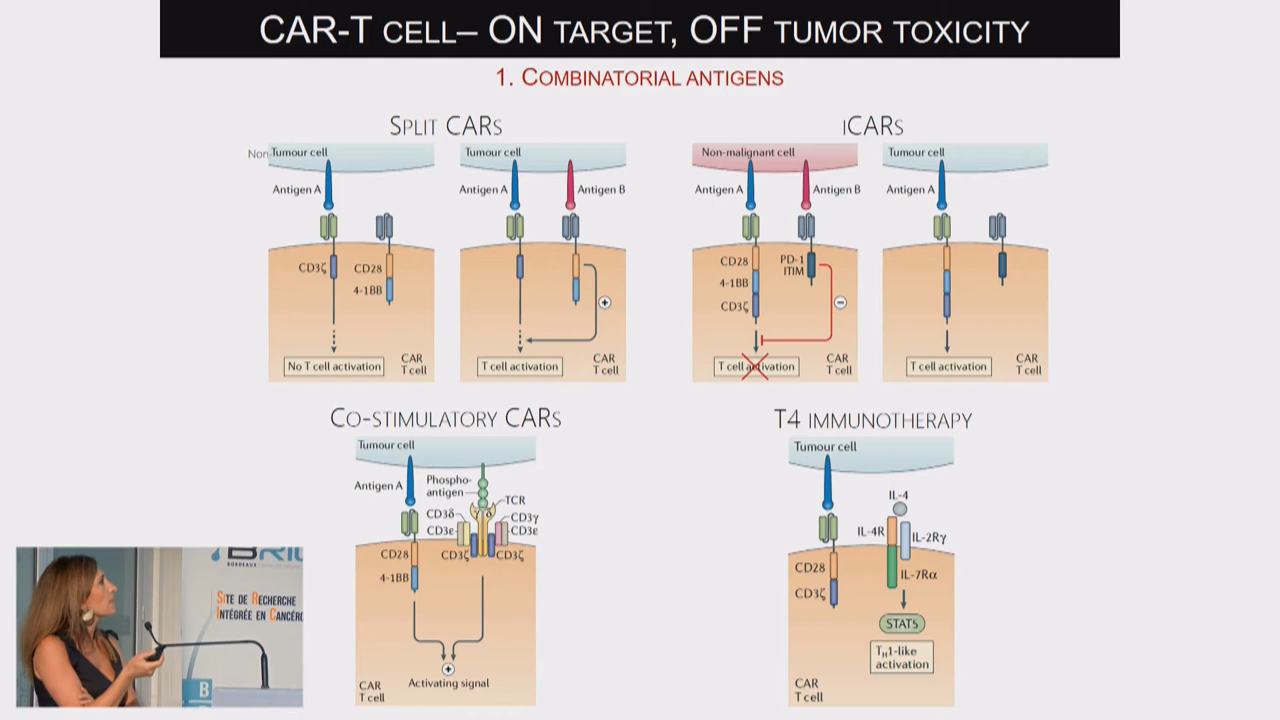 CAR-T CELL– ON TARGET, OFF TUMOR TOXICITY
1. COMBINATORIAL ANTIGENS
SPLIT CARS
Non
Tumour cell
Antigen A
CD3ζ
CD28
4-1BB
No T cell activation
CAR
T cell
Tumour cell
Antigen A
Antigen B
+
T cell activation
CAR
T cell
ICARS
Non-malignant cell
Antigen A
Antigen B
CD28
4-1BB
CD3ζ
PD-1
ITIM
−
T cell activation
CAR
T cell
Tumour cell
Antigen A
T cell activation
CAR
T cell
CO-STIMULATORY CARS
Tumour cell
Antigen A
Phospho-
antigen
TCR
CD3δ
CD3ε
γ
δ
CD3γ
CD3ε
CD28
4-1BB
CD3ζ
CD3ζ
+
Activating signal
CAR
T cell
T4 IMMUNOTHERAPY
Tumour cell
IL-4
IL-4R
IL-2Rγ
IL-7Rα
CD28
CD3ζ
STAT5
TH1-like
activation
CAR
T cell
BORDEAUX
SITE DE RECHERCHE
INTÉGRÉE EN CANCÉRO
B